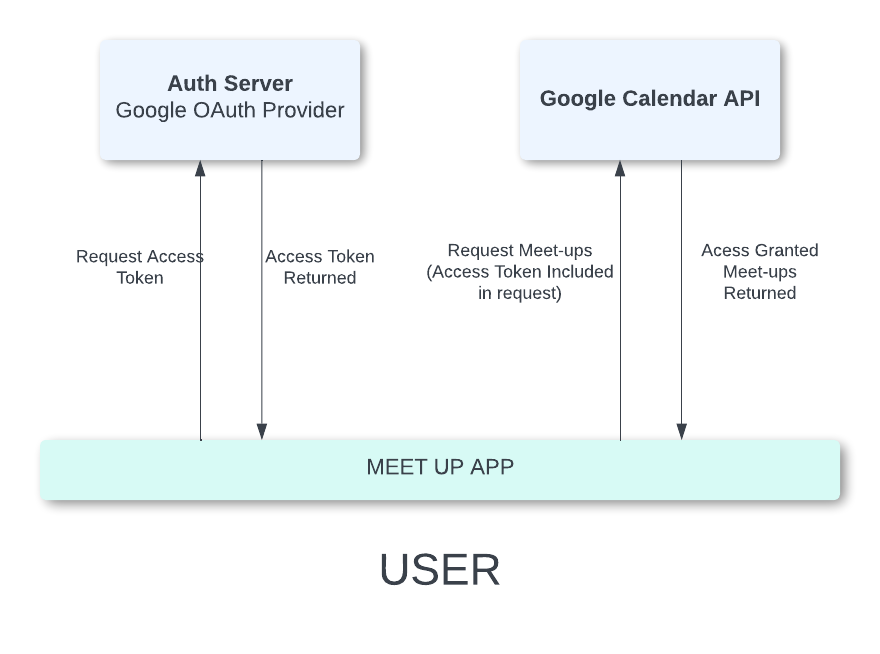 Auth Server
Google OAuth Provider
Google Calendar API
Request Access
Token
Access Token
Returned
Request Meet-ups
(Access Token Included
in request)
Acess Granted
Meet-ups
Returned
MEET UP APP
USER